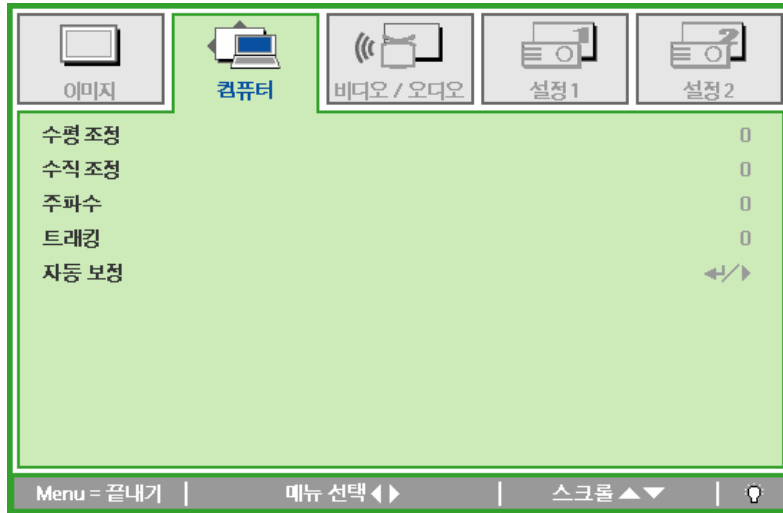 이미지
컴퓨터
비디오 / 오디오
1
설정 1
2
설정 2
수평 조정 0
수직 조정 0
주파수 0
트래킹 0
자동 보정 ↵/▶
Menu = 끝내기 | 메뉴 선택 ◀ ▶ | 스크롤 ▲▼ |